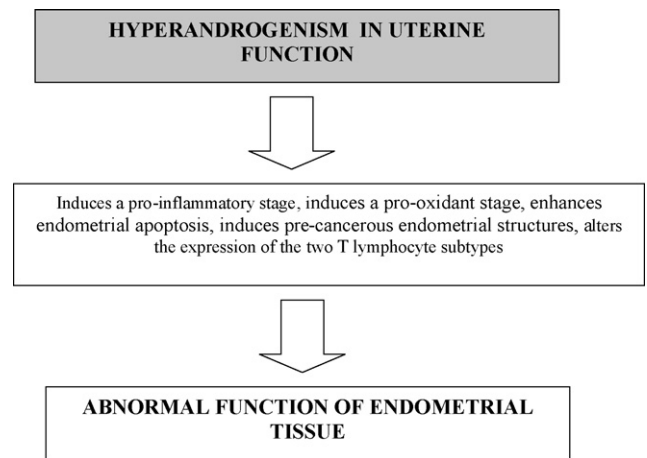 HYPERANDROGENISM IN UTERINE
FUNCTION
Induces a pro-inflammatory stage, induces a pro-oxidant stage, enhances
endometrial apoptosis, induces pre-cancerous endometrial structures, alters
the expression of the two T lymphocyte subtypes
ABNORMAL FUNCTION OF ENDOMETRIAL
TISSUE